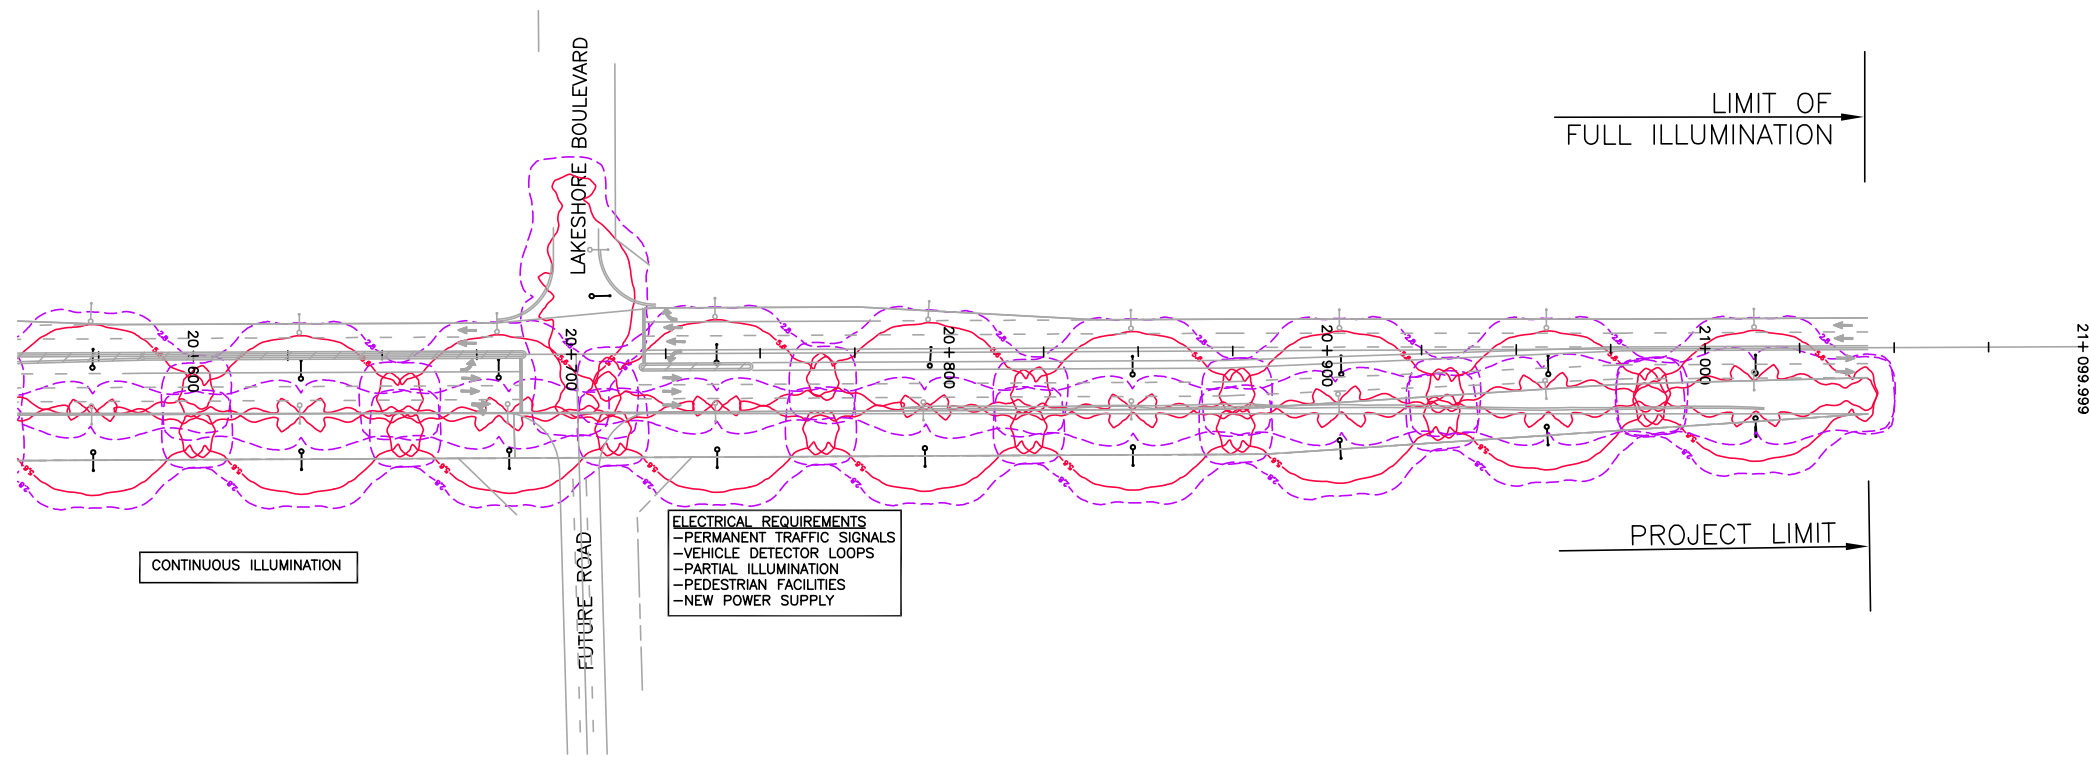 LAKESHORE BOULEVARD
LIMIT OF
FULL ILLUMINATION
20+600
20+700
20+800
20+900
21+000
21+099.999
PROJECT LIMIT
CONTINUOUS ILLUMINATION
FUTURE ROAD
ELECTRICAL REQUIREMENTS
-PERMANENT TRAFFIC SIGNALS
-VEHICLE DETECTOR LOOPS
-PARTIAL ILLUMINATION
-PEDESTRIAN FACILITIES
-NEW POWER SUPPLY